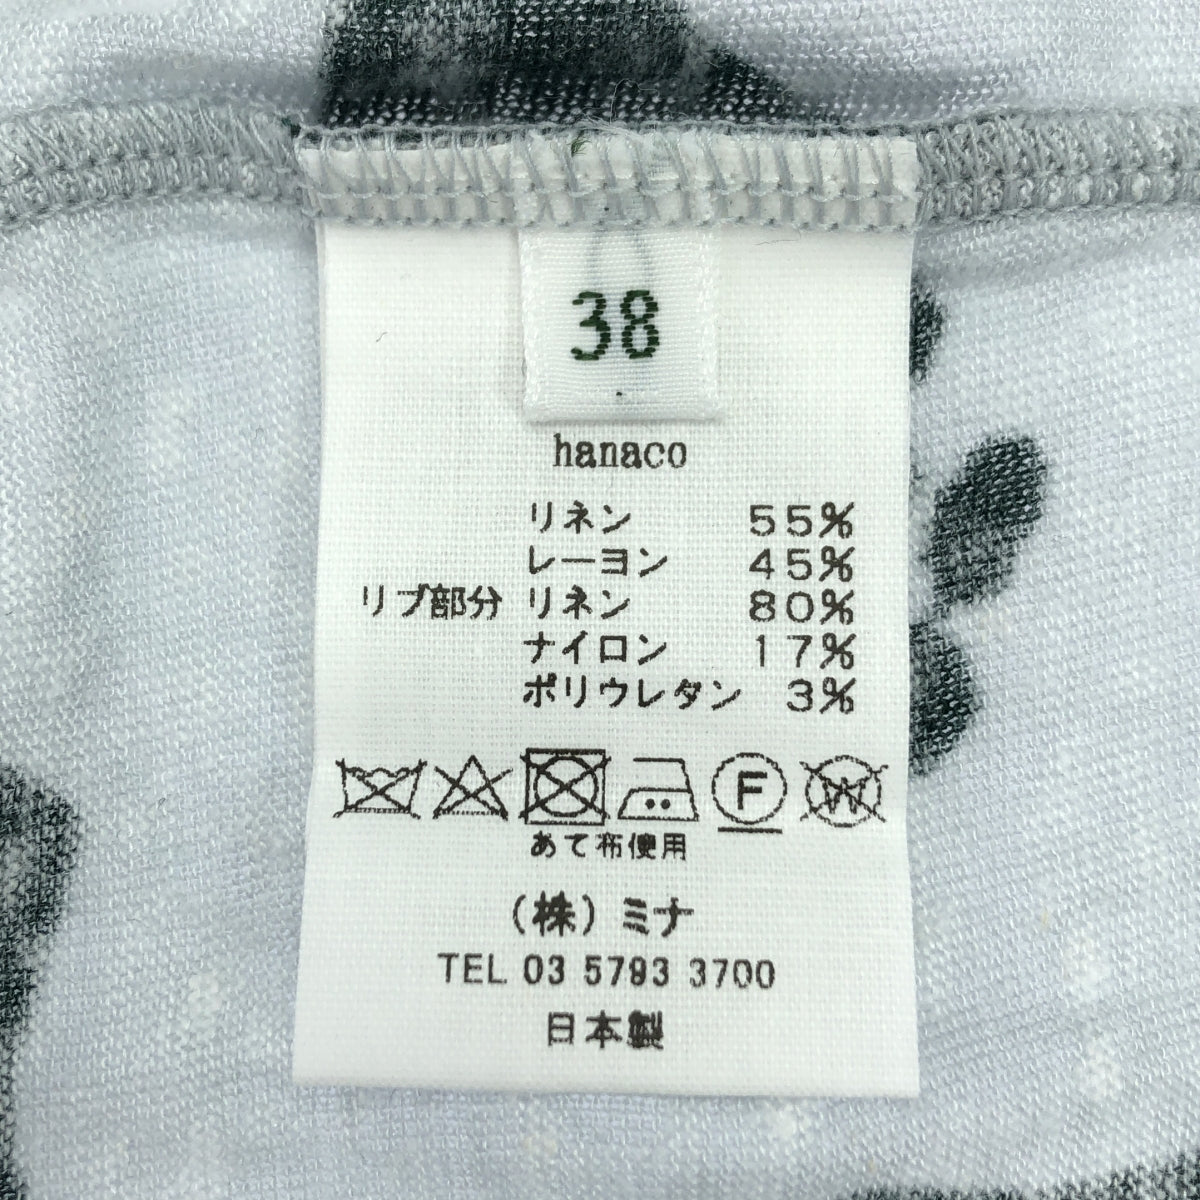 38
hanaco
リネン 55%
レーヨン 45%
リブ部分 リネン 80%
ナイロン 17%
ポリウレタン 3%
F W
あて布使用
(株)ミナ
TEL 03 5793 3700
日本製